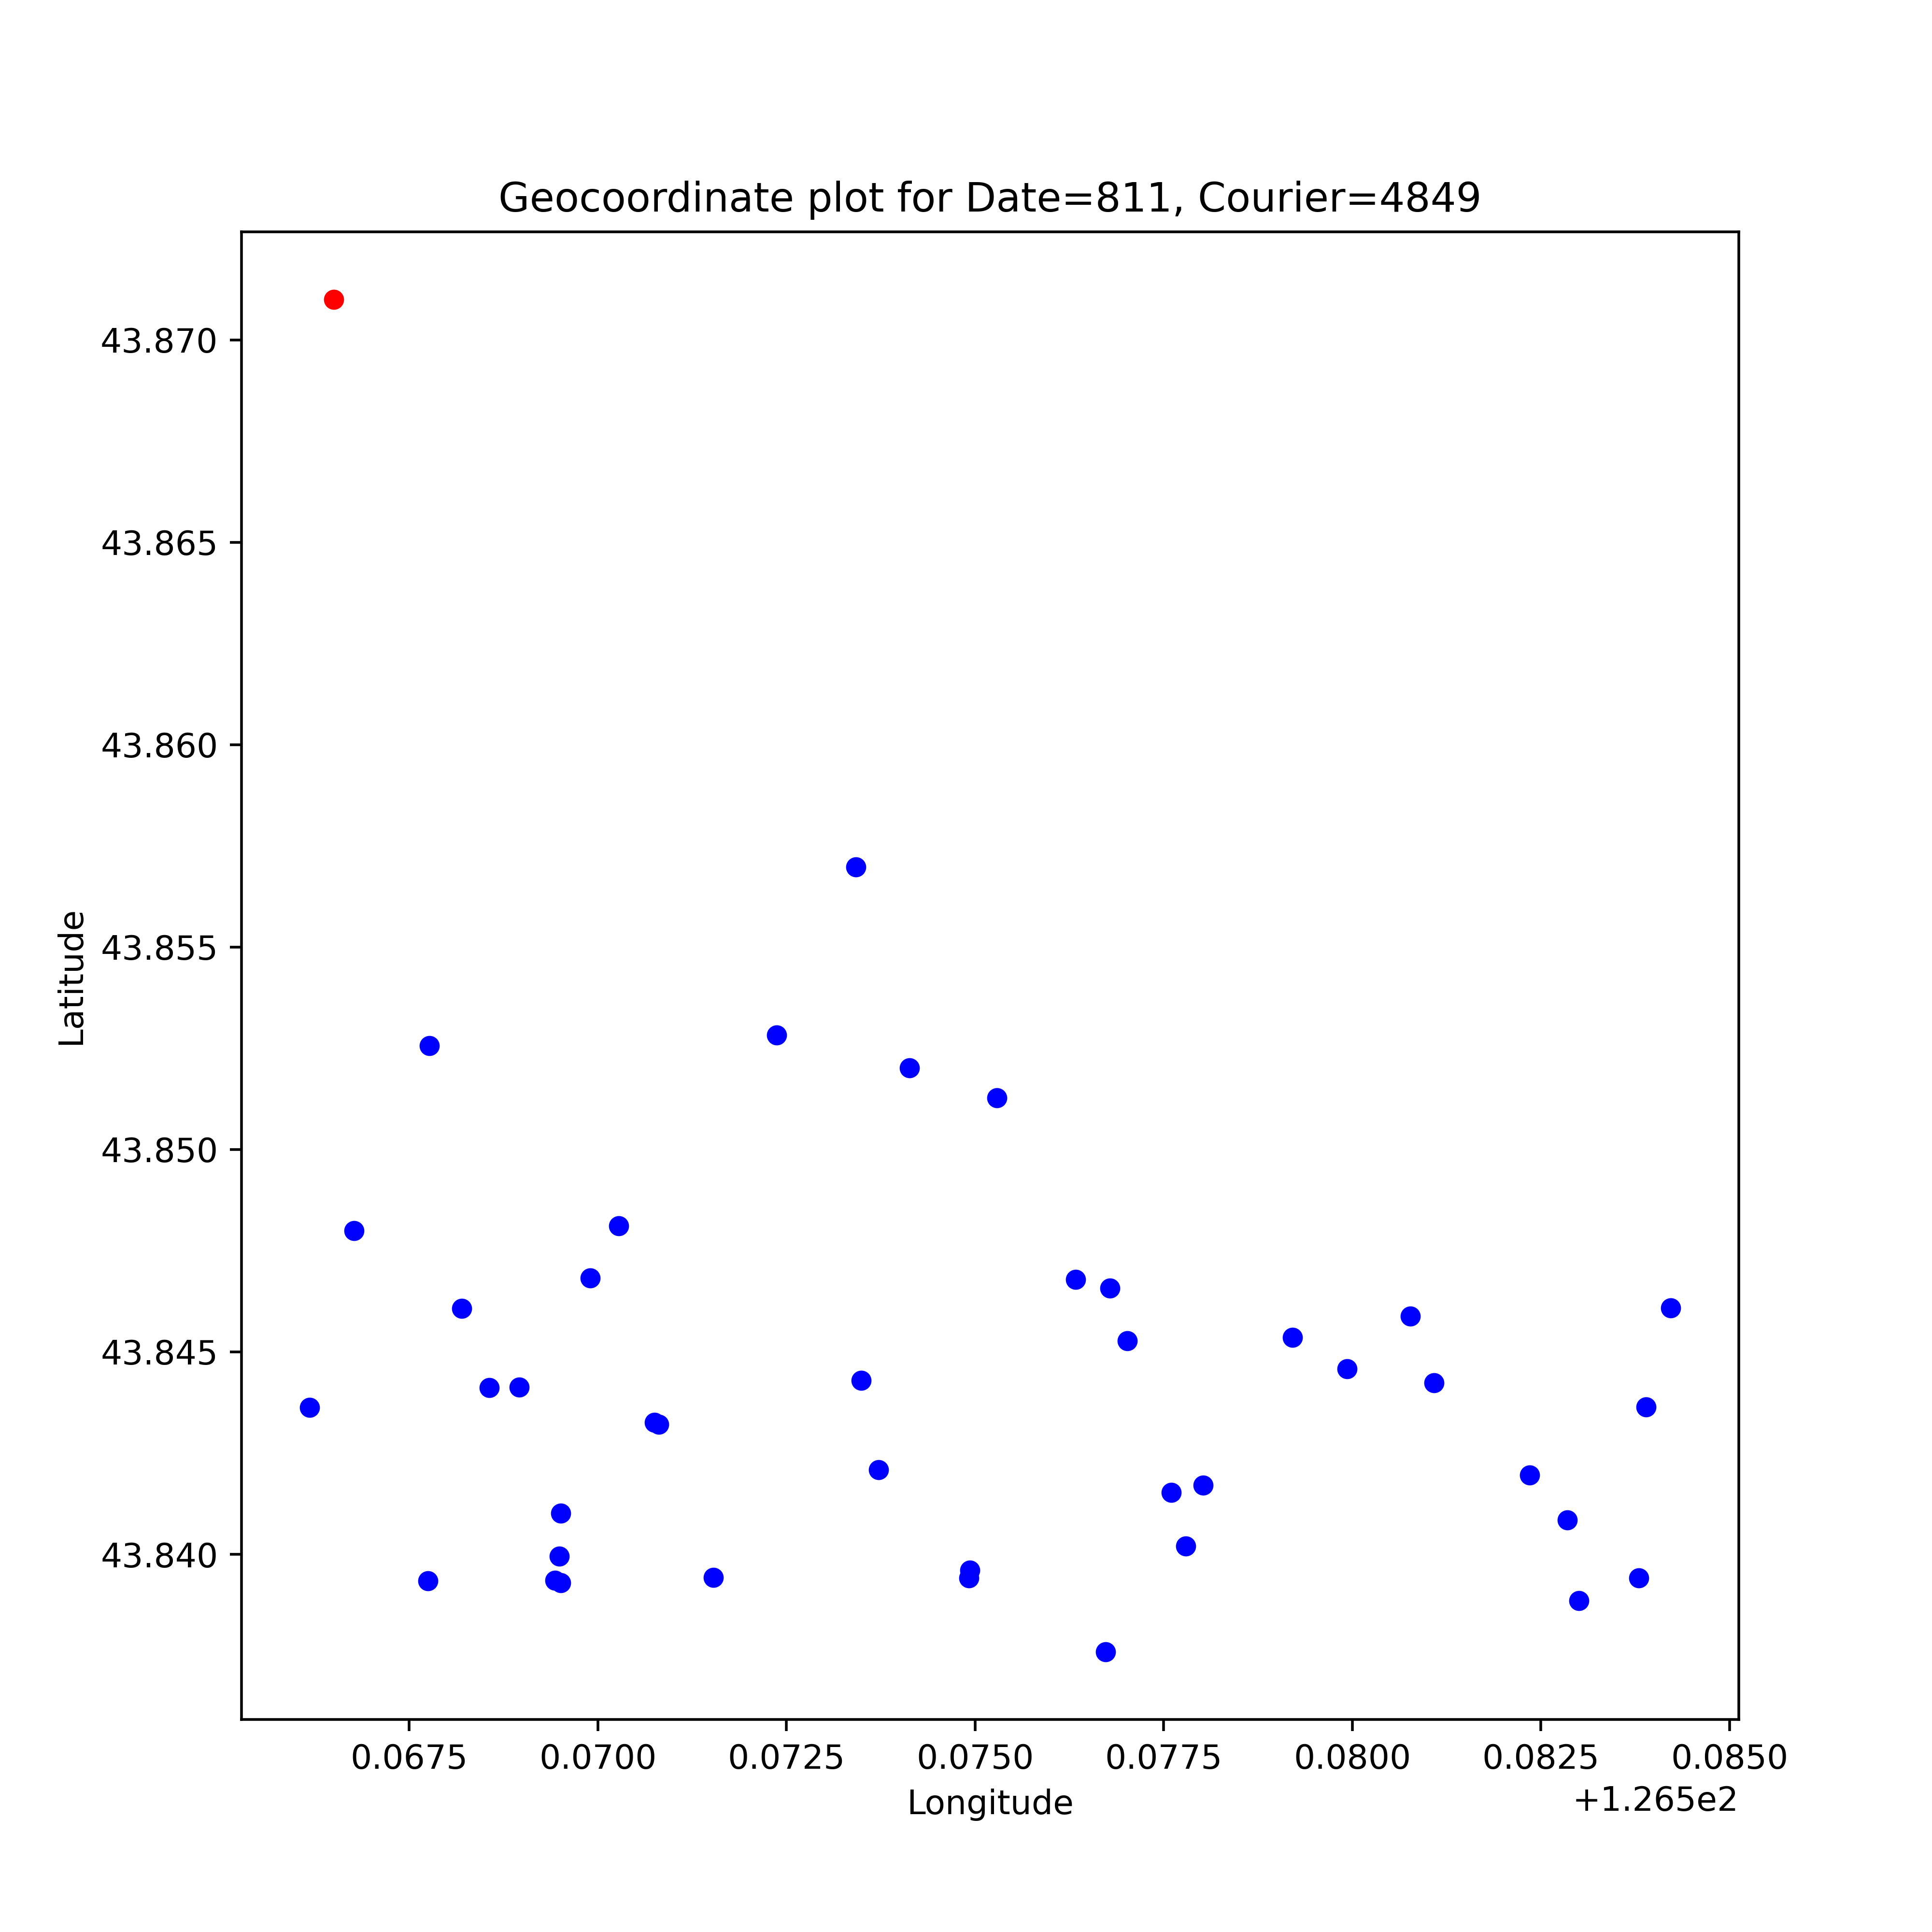 Geocoordinate plot for Date=811, Courier=4849
43.870
43.865
43.860
43.855
43.850
43.845
43.840
Latitude
0.0675 0.0700 0.0725 0.0750 0.0775 0.0800 0.0825 0.0850
+1.265e2
Longitude